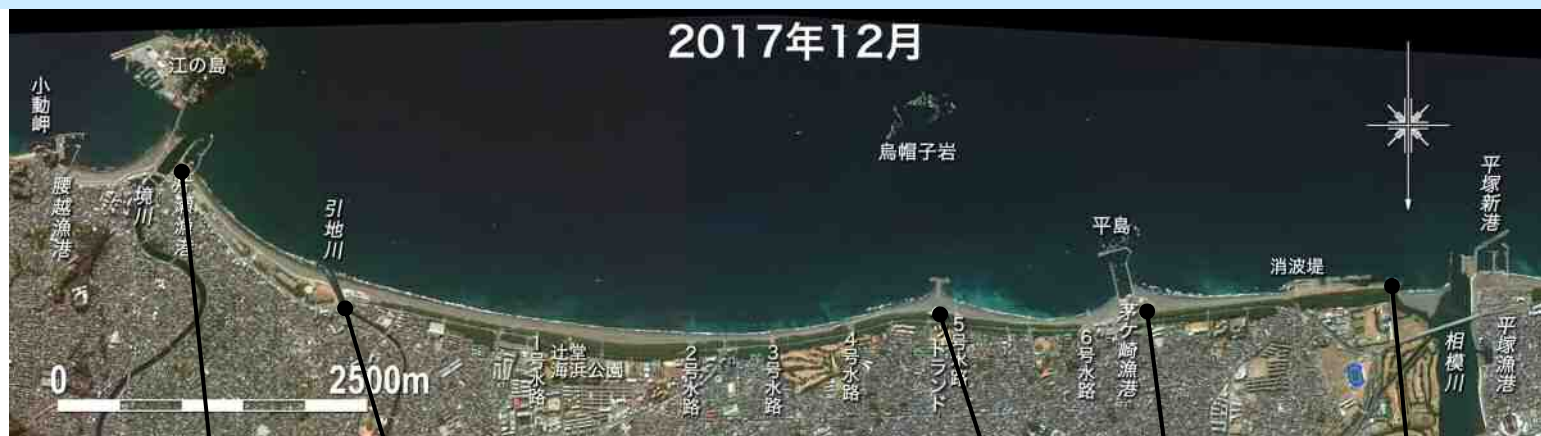 2017年12月
江の島
小動岬
腰越漁港
境川
漁港
引地川
烏帽子岩
平島
消波堤
平塚新港
1号水路
辻堂
海浜公園
2号水路
3号水路
4号水路
ッドランド
5号水路
6号水路
茅ケ崎漁港
相模川
平塚漁港
0
2500m